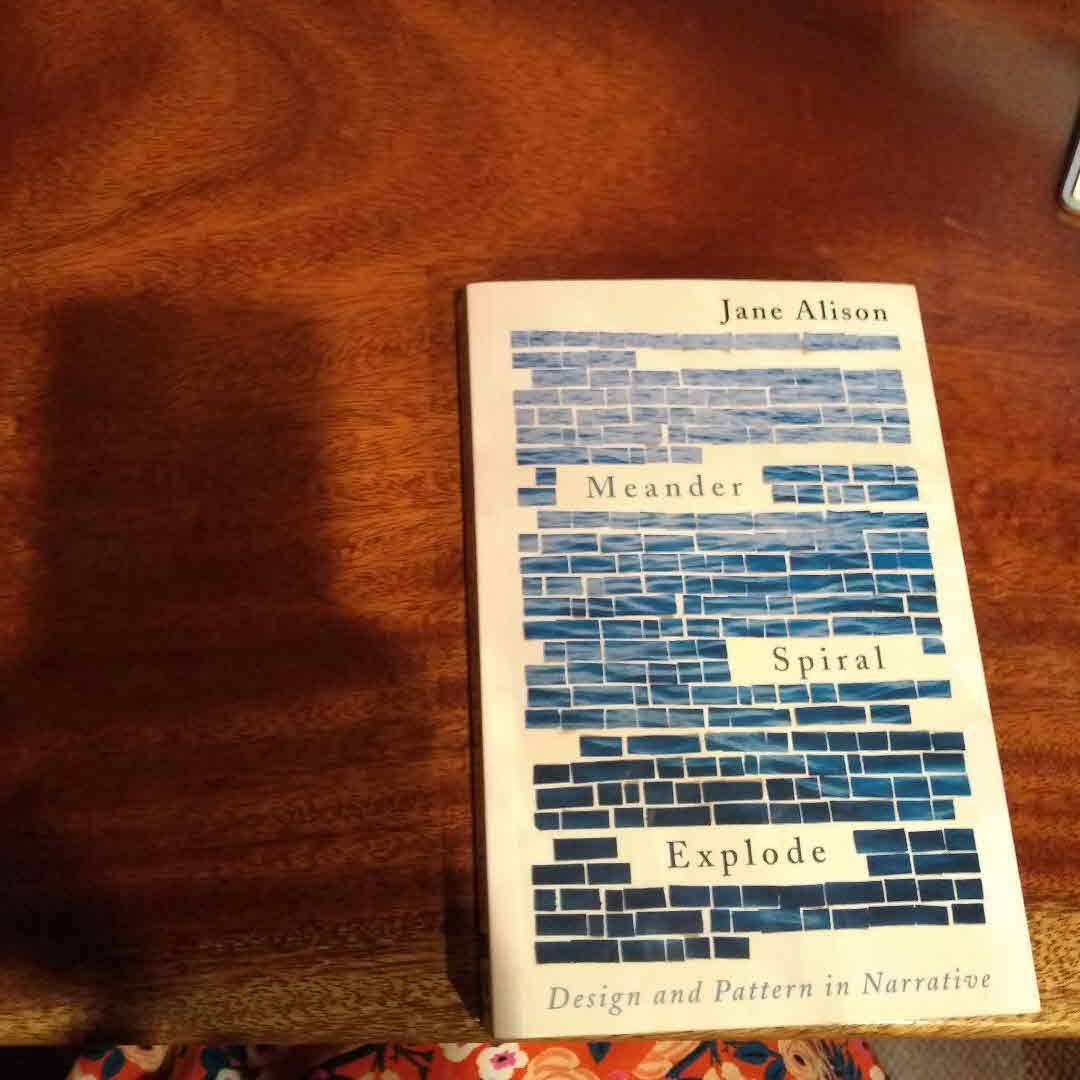 Jane Alison
Meander
Spiral
Explode
Design and Pattern in Narrative